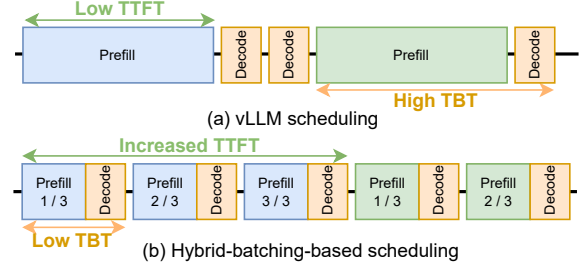 Low TTFT
Prefill
Decode
Decode
Prefill
Decode
High TBT
(a) vLLM scheduling
Increased TTFT
Prefill
1 / 3
Decode
Prefill
2 / 3
Decode
Prefill
3 / 3
Decode
Prefill
1 / 3
Decode
Prefill
2 / 3
Decode
Low TBT
(b) Hybrid-batching-based scheduling